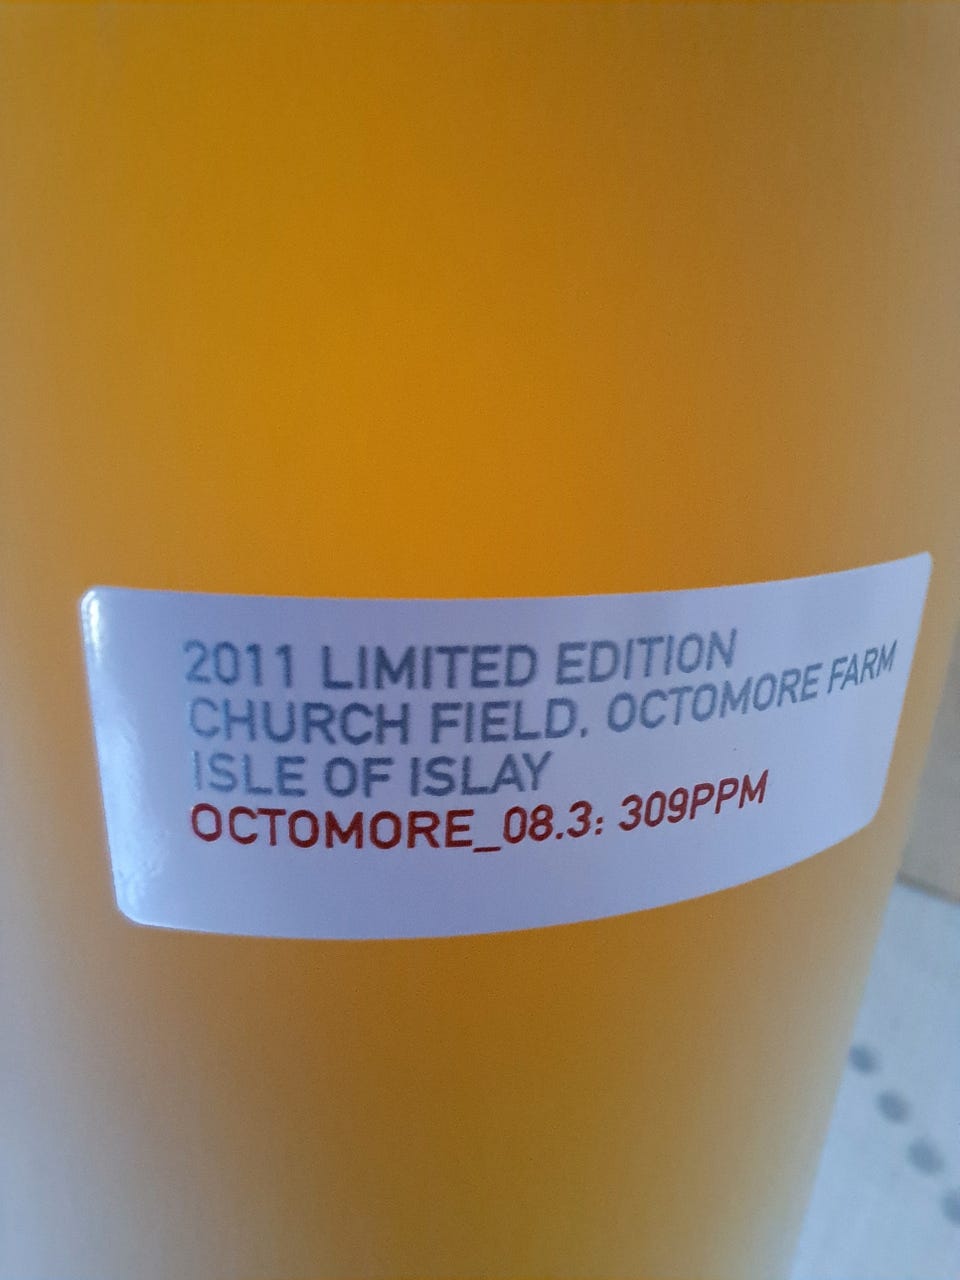 2011 LIMITED EDITION
CHURCH FIELD, OCTOMORE FARM
ISLE OF ISLAY
OCTOMORE_08.3: 309PPM